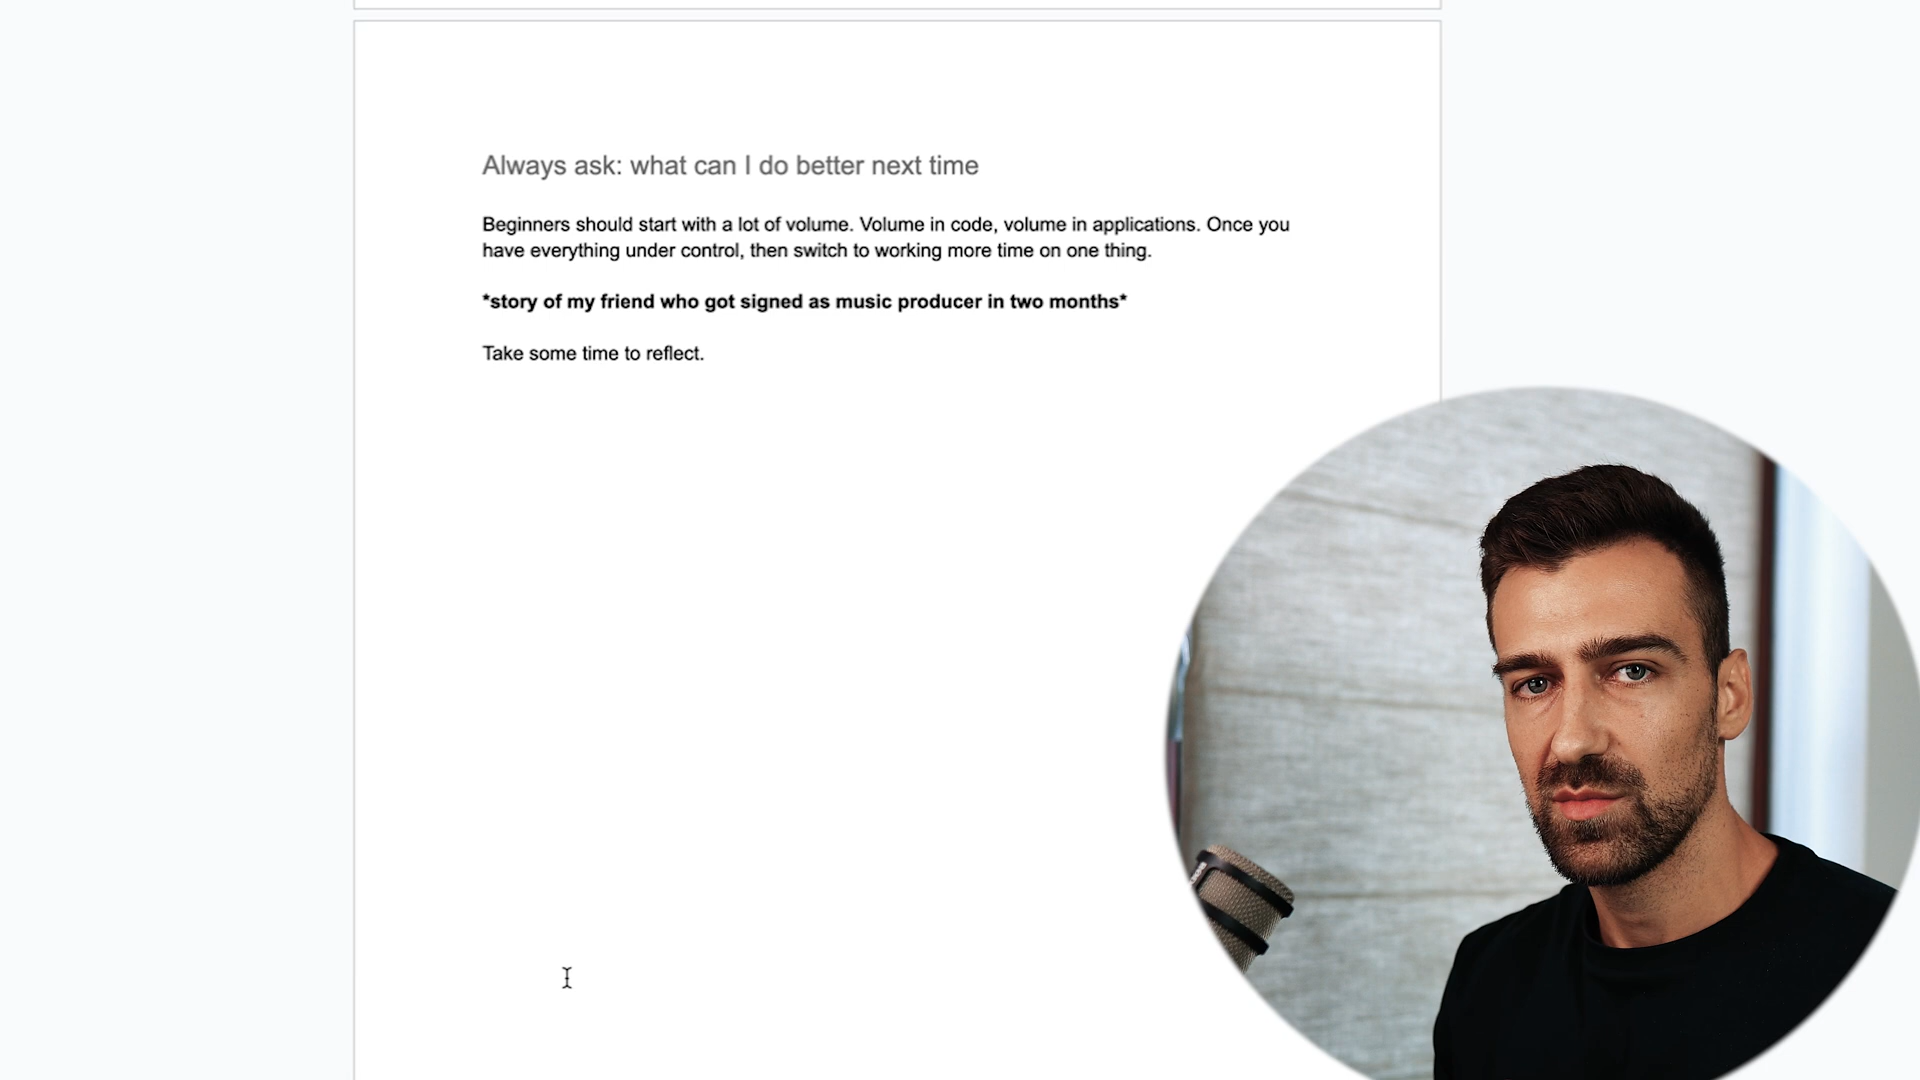 Always ask: what can I do better next time
Beginners should start with a lot of volume. Volume in code, volume in applications. Once you
have everything under control, then switch to working more time on one thing.
*story of my friend who got signed as music producer in two months*
Take some time to reflect.